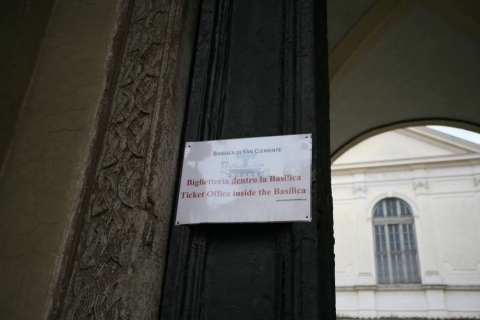 BASILICA DI SAN CLEMENTE
Biglietteria dentro la Basilica
Ticket Office inside the Basilica